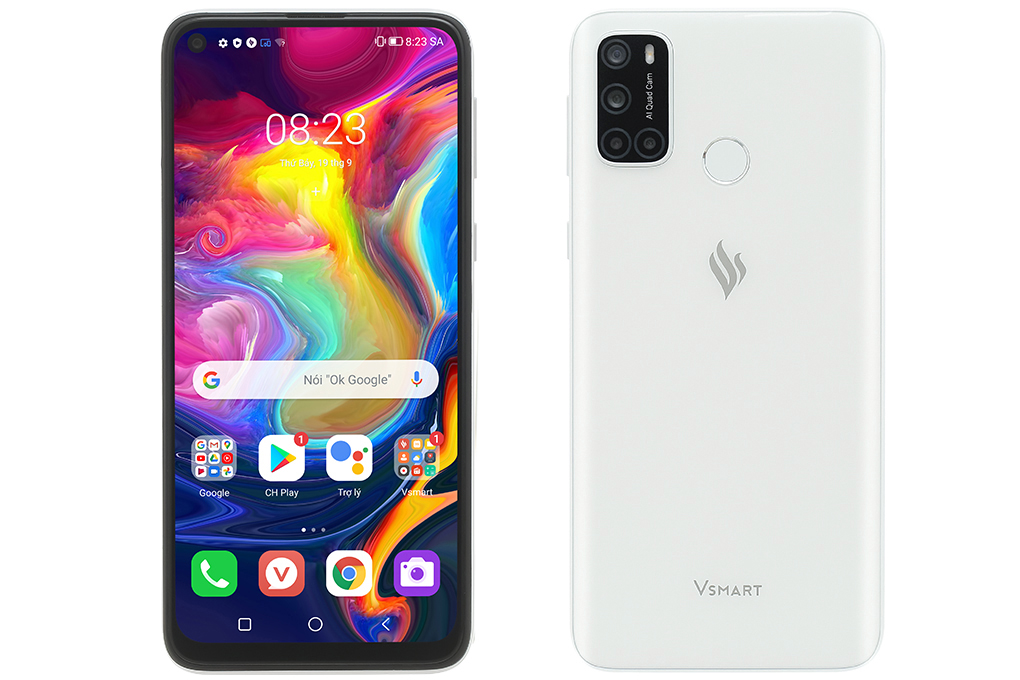 8:23 SA
08:23
Thứ Bảy, 19 thg 9
Nói "Ok Google"
1
1
Google
CH Play
Trợ lý
Vsmart
AI Quad Cam
VSMART